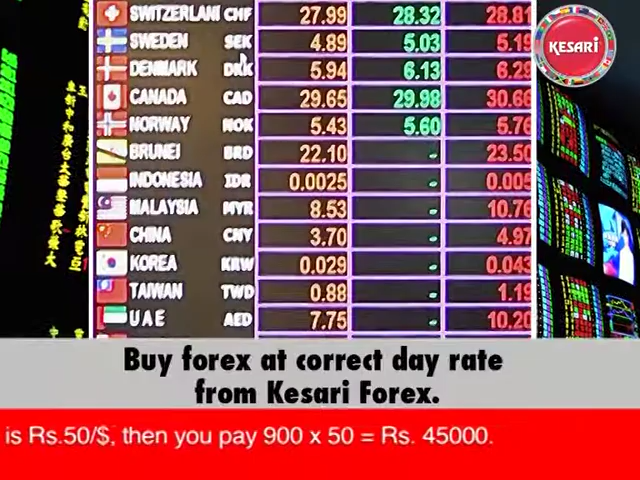 SWITZERLAND CHF 27.99 28.32 28.81
SWEDEN SEK 4.89 5.03 5.19
DENMARK DKK 5.94 6.13 6.29
CANADA CAD 29.65 29.98 30.66
NORWAY NOK 5.43 5.60 5.76
BRUNEI BRD 22.10 - 23.50
INDONESIA IDR 0.0025 - 0.005
MALAYSIA MYR 8.53 - 10.76
CHINA CNY 3.70 - 4.97
KOREA KRW 0.029 - 0.043
TAIWAN TWD 0.88 - 1.19
U A E AED 7.75 - 10.20
KESARI
Buy forex at correct day rate
from Kesari Forex.
is Rs.50/$, then you pay 900 x 50 = Rs. 45000.